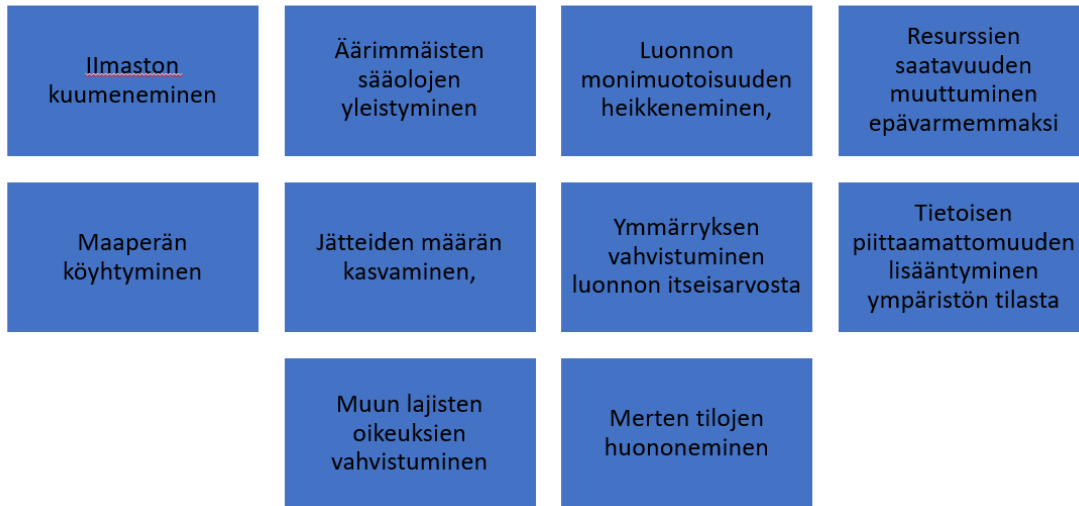 IImaston
kuumeneminen
Äärimmäisten
sääolojen
yleistyminen
Luonnon
monimuotoisuuden
heikkeneminen,
Resurssien
saatavuuden
muuttuminen
epävarmemmaksi
Maaperän
köyhtyminen
Jätteiden määrän
kasvaminen,
Ymmärryksen
vahvistuminen
luonnon itseisarvosta
Tietoisen
piittaamattomuuden
lisääntyminen
ympäristön tilasta
Muun lajisten
oikeuksien
vahvistuminen
Merten tilojen
huononeminen